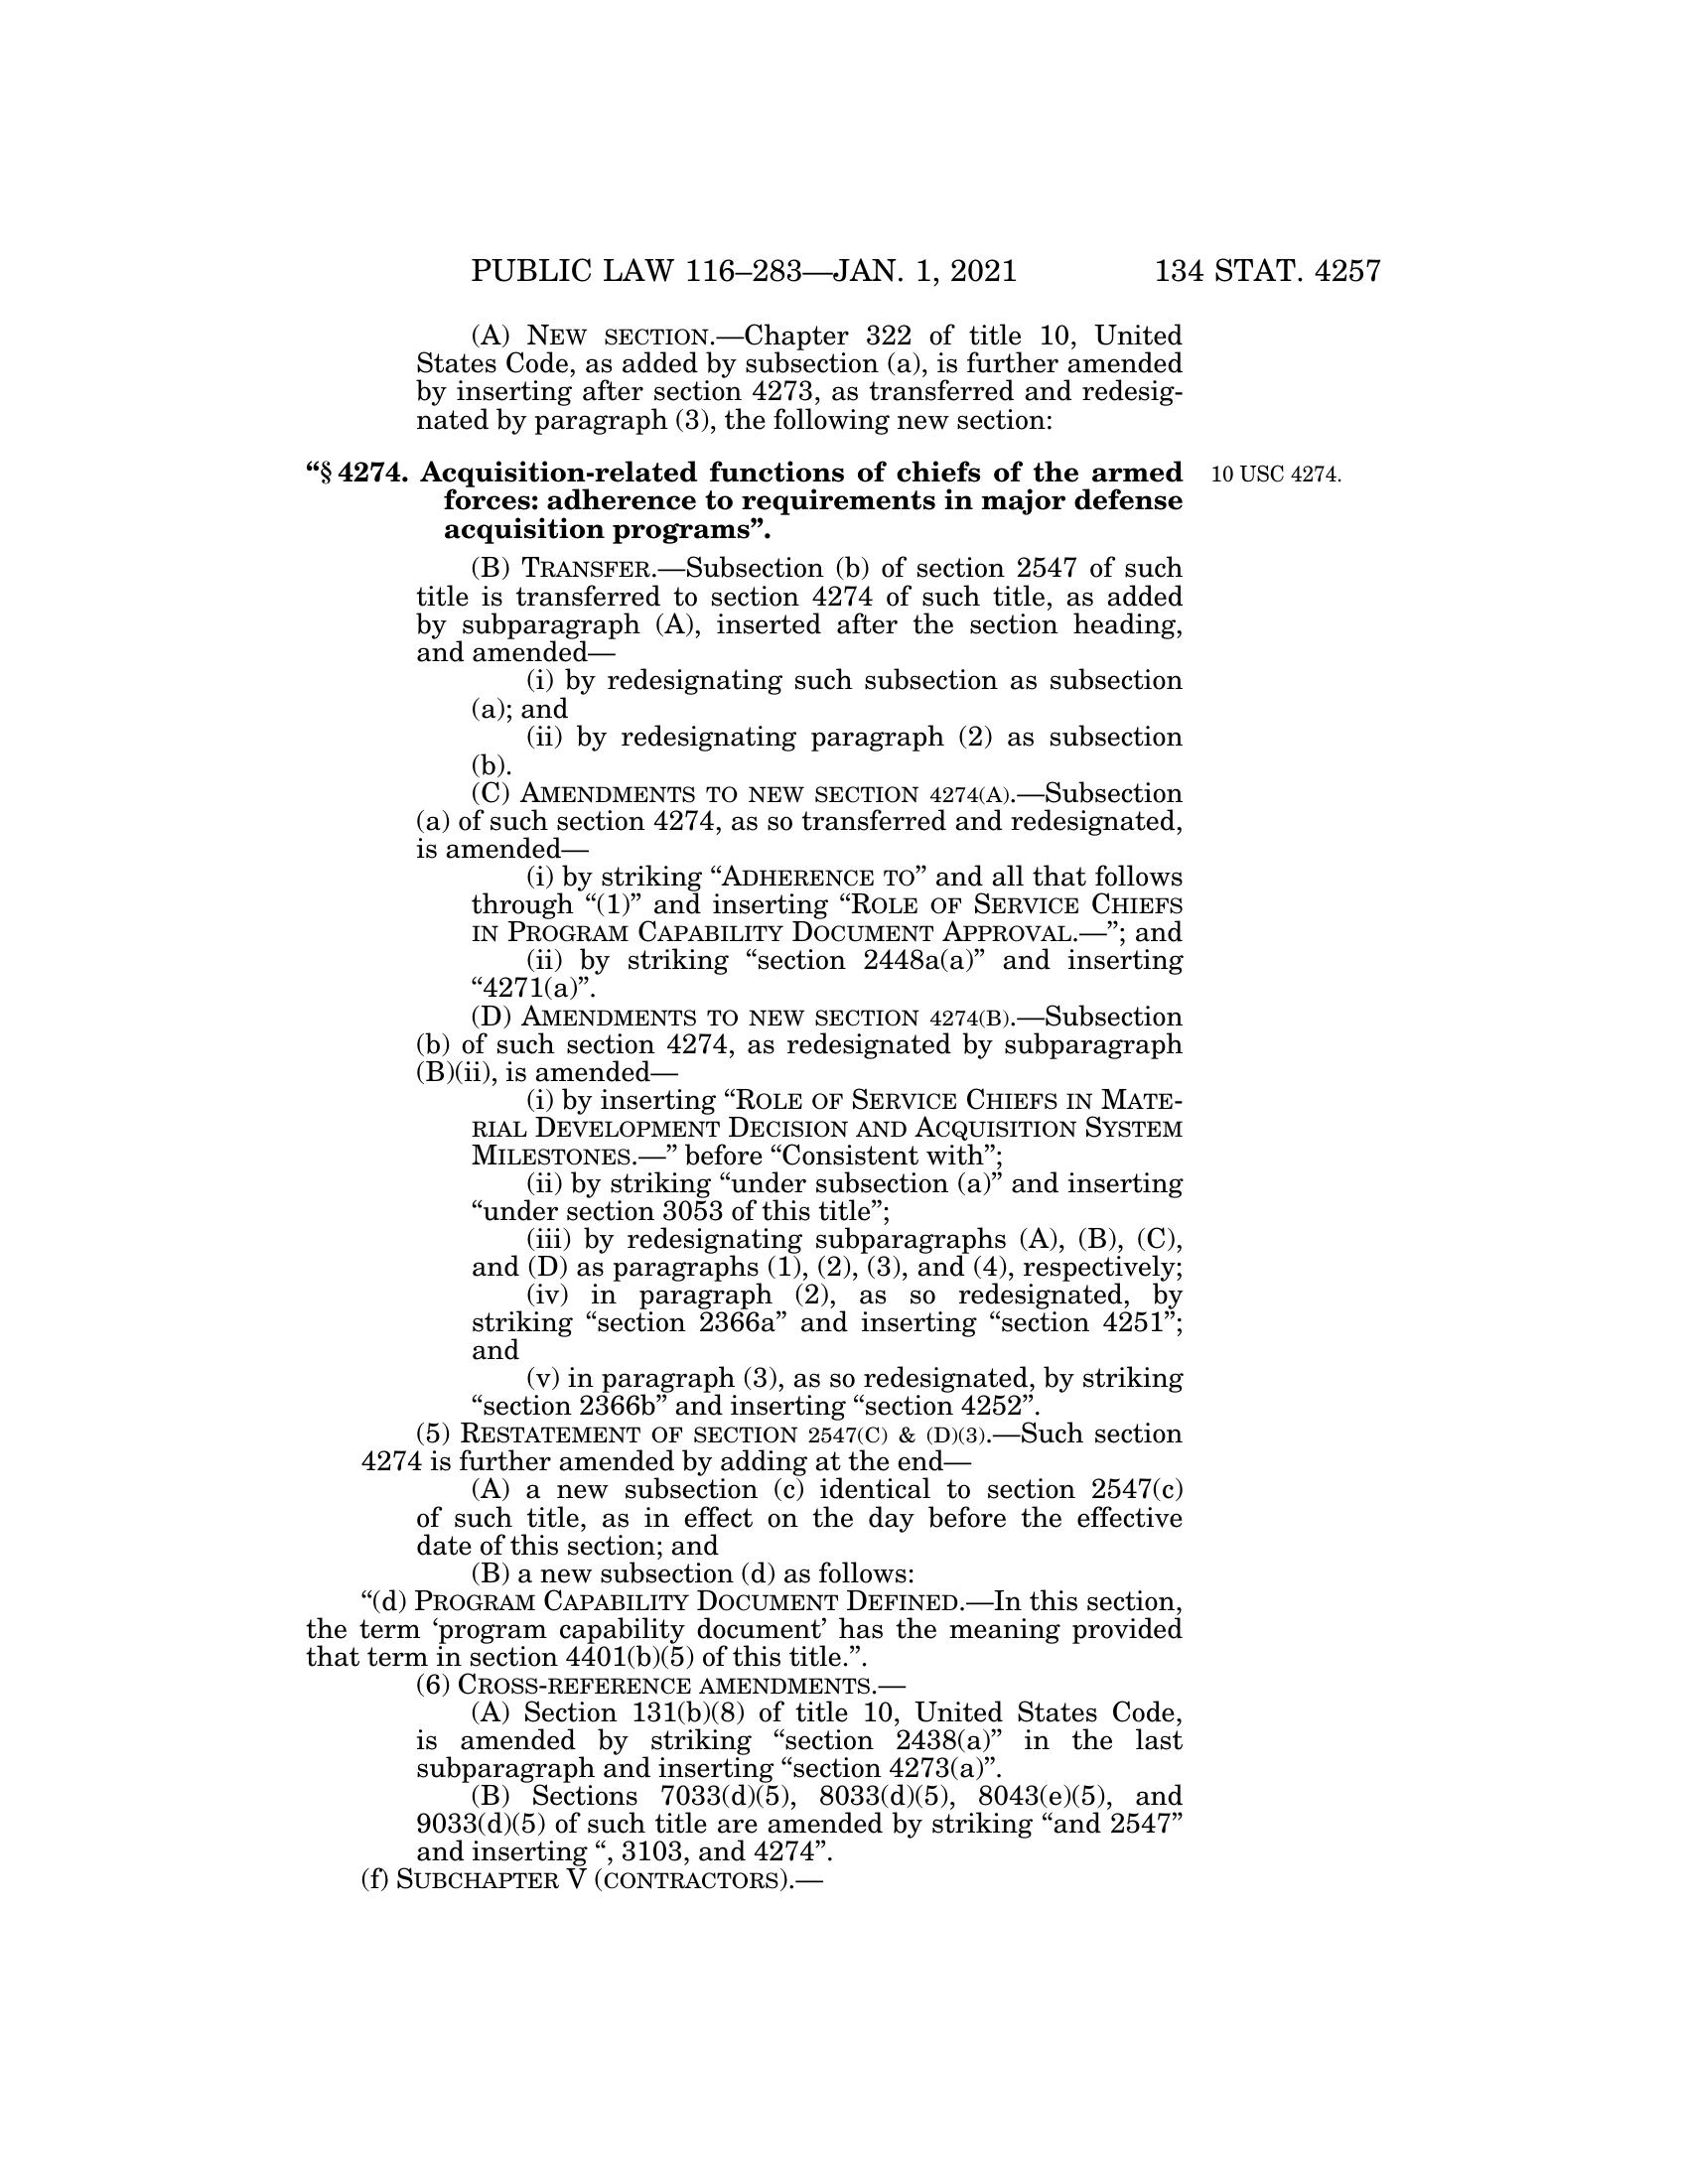 PUBLIC LAW 116–283—JAN. 1, 2021 134 STAT. 4257
(A) NEW SECTION.—Chapter 322 of title 10, United
States Code, as added by subsection (a), is further amended
by inserting after section 4273, as transferred and redesig-
nated by paragraph (3), the following new section:
“§ 4274. Acquisition-related functions of chiefs of the armed
forces: adherence to requirements in major defense
acquisition programs”.
10 USC 4274.
(B) TRANSFER.—Subsection (b) of section 2547 of such
title is transferred to section 4274 of such title, as added
by subparagraph (A), inserted after the section heading,
and amended—
(i) by redesignating such subsection as subsection
(a); and
(ii) by redesignating paragraph (2) as subsection
(b).
(C) AMENDMENTS TO NEW SECTION 4274(A).—Subsection
(a) of such section 4274, as so transferred and redesignated,
is amended—
(i) by striking “ADHERENCE TO” and all that follows
through “(1)” and inserting “ROLE OF SERVICE CHIEFS
IN PROGRAM CAPABILITY DOCUMENT APPROVAL.—”; and
(ii) by striking “section 2448a(a)” and inserting
“4271(a)”.
(D) AMENDMENTS TO NEW SECTION 4274(B).—Subsection
(b) of such section 4274, as redesignated by subparagraph
(B)(ii), is amended—
(i) by inserting “ROLE OF SERVICE CHIEFS IN MATE-
RIAL DEVELOPMENT DECISION AND ACQUISITION SYSTEM
MILESTONES.—” before “Consistent with”;
(ii) by striking “under subsection (a)” and inserting
“under section 3053 of this title”;
(iii) by redesignating subparagraphs (A), (B), (C),
and (D) as paragraphs (1), (2), (3), and (4), respectively;
(iv) in paragraph (2), as so redesignated, by
striking “section 2366a” and inserting “section 4251”;
and
(v) in paragraph (3), as so redesignated, by striking
“section 2366b” and inserting “section 4252”.
(5) RESTATEMENT OF SECTION 2547(C) & (D)(3).—Such section
4274 is further amended by adding at the end—
(A) a new subsection (c) identical to section 2547(c)
of such title, as in effect on the day before the effective
date of this section; and
(B) a new subsection (d) as follows:
“(d) PROGRAM CAPABILITY DOCUMENT DEFINED.—In this section,
the term ‘program capability document’ has the meaning provided
that term in section 4401(b)(5) of this title.”.
(6) CROSS-REFERENCE AMENDMENTS.—
(A) Section 131(b)(8) of title 10, United States Code,
is amended by striking “section 2438(a)” in the last
subparagraph and inserting “section 4273(a)”.
(B) Sections 7033(d)(5), 8033(d)(5), 8043(e)(5), and
9033(d)(5) of such title are amended by striking “and 2547”
and inserting “, 3103, and 4274”.
(f) SUBCHAPTER V (CONTRACTORS).—